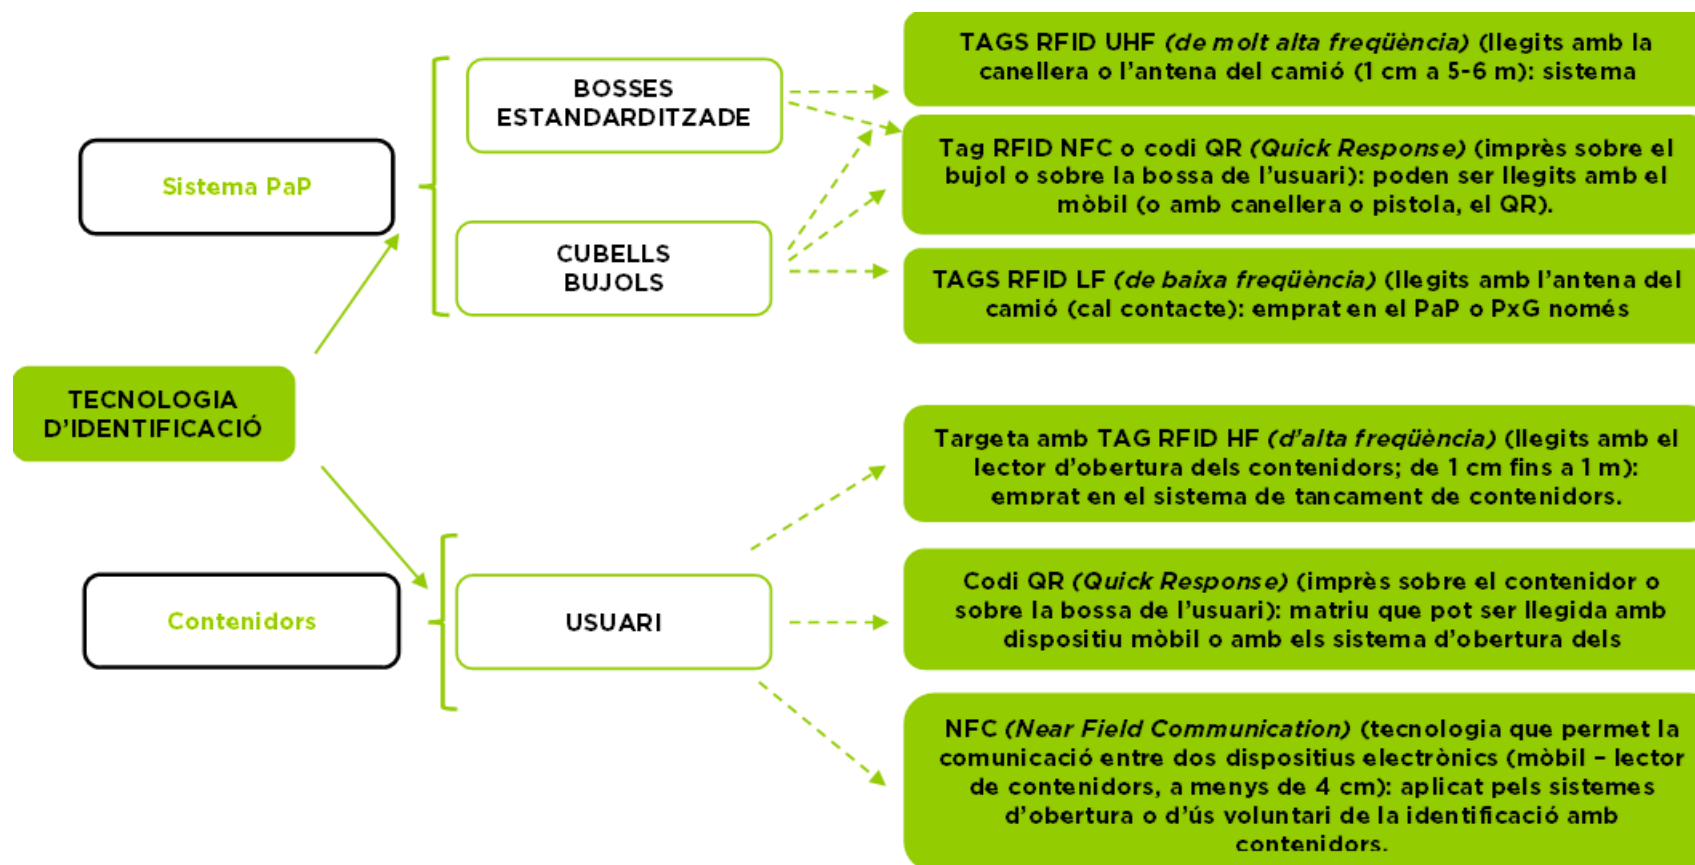 TAGS RFID UHF (de molt alta freqüència) (llegits amb la
canellera o l’antena del camió (1 cm a 5-6 m): sistema
BOSSES
ESTANDARDITZADE
Tag RFID NFC o codi QR (Quick Response) (imprès sobre el
bujol o sobre la bossa de l’usuari): poden ser llegits amb el
mòbil (o amb canellera o pistola, el QR).
Sistema PaP
CUBELLS
BUJOLS
TAGS RFID LF (de baixa freqüència) (llegits amb l’antena del
camió (cal contacte): emprat en el PaP o PxG només
TECNOLOGIA
D’IDENTIFICACIÓ
Targeta amb TAG RFID HF (d’alta freqüència) (llegits amb el
lector d’obertura dels contenidors; de 1 cm fins a 1 m):
emprat en el sistema de tancament de contenidors.
Contenidors
USUARI
Codi QR (Quick Response) (imprès sobre el contenidor o
sobre la bossa de l’usuari): matriu que pot ser llegida amb
dispositiu mòbil o amb els sistema d’obertura dels
NFC (Near Field Communication) (tecnologia que permet la
comunicació entre dos dispositius electrònics (mòbil – lector
de contenidors, a menys de 4 cm): aplicat pels sistemes
d’obertura o d’ús voluntari de la identificació amb
contenidors.